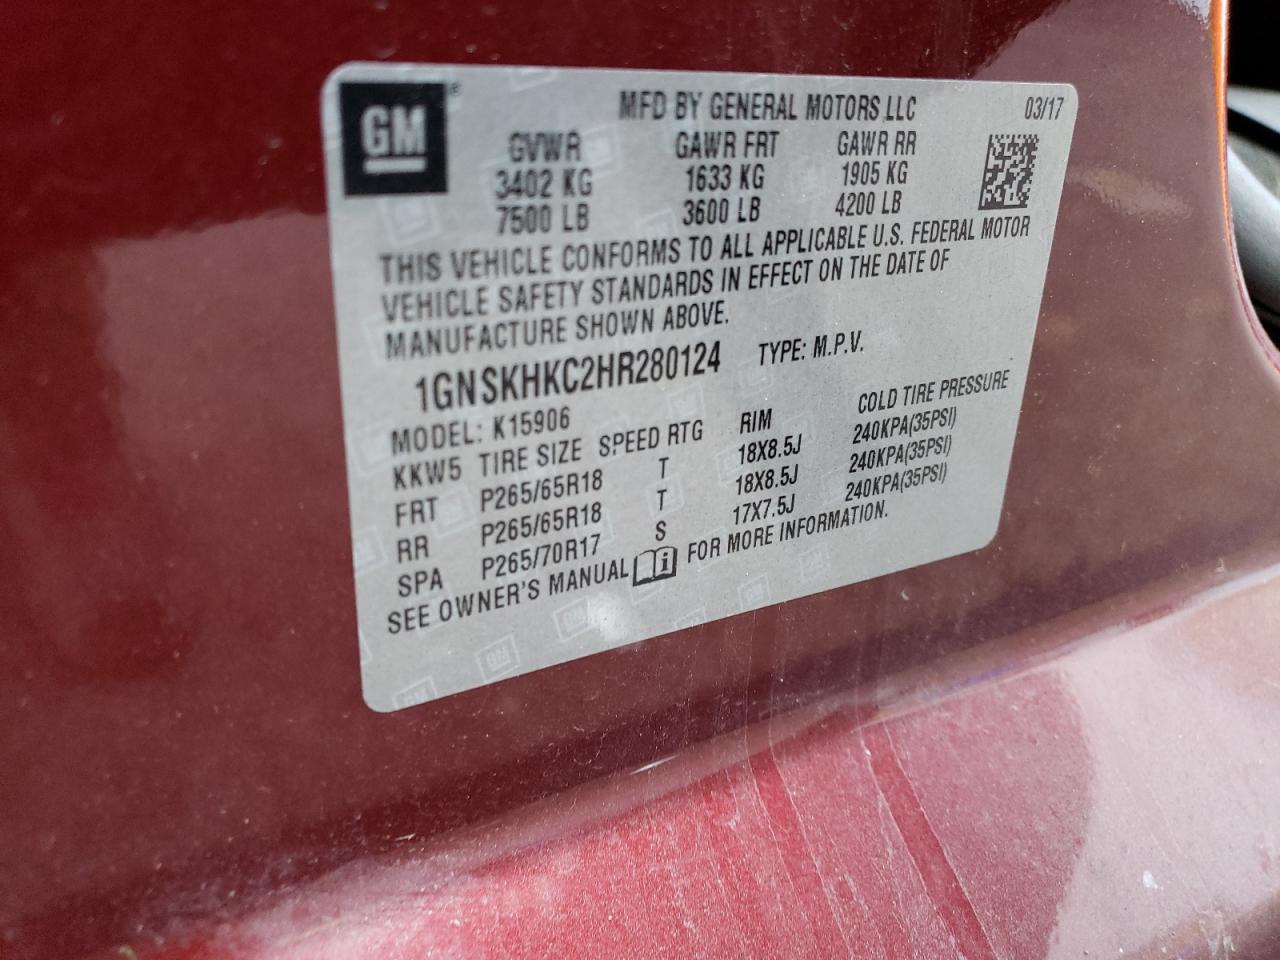 GM
MFD BY GENERAL MOTORS LLC 03/17
GVWR GAWR FRT GAWR RR
3402 KG 1633 KG 1905 KG
7500 LB 3600 LB 4200 LB
THIS VEHICLE CONFORMS TO ALL APPLICABLE U.S. FEDERAL MOTOR
VEHICLE SAFETY STANDARDS IN EFFECT ON THE DATE OF
MANUFACTURE SHOWN ABOVE.
1GNSKHKC2HR280124 TYPE: M.P.V.
MODEL: K15906
KKW5 TIRE SIZE SPEED RTG RIM COLD TIRE PRESSURE
FRT P265/65R18 T 18X8.5J 240KPA(35PSI)
RR P265/65R18 T 18X8.5J 240KPA(35PSI)
SPA P265/70R17 S 17X7.5J 240KPA(35PSI)
SEE OWNER'S MANUAL FOR MORE INFORMATION.